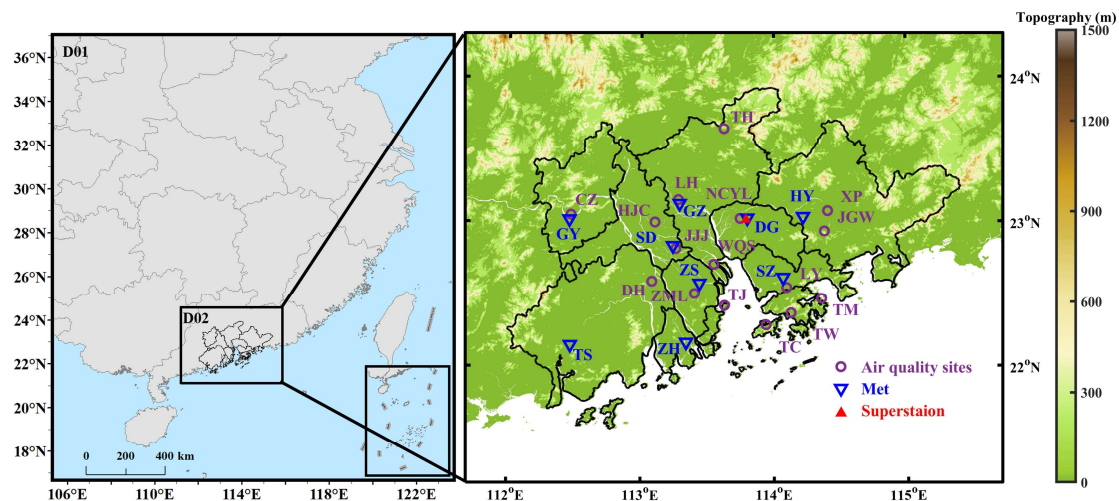 Topography (m)
D01
36°N
34°N
32°N
30°N
28°N
26°N
24°N
22°N
20°N
18°N
D02
0 200 400 km
106°E 110°E 114°E 118°E 122°E
TH
LH
NCYL
CZ
HJC
GZ
HY
XP
GY
SD
JJJ
DG
JGW
WQS
ZS
SZ
LY
DH
ZML
TJ
TM
TW
TS
ZH
TC
Air quality sites
Met
Superstaion
24°N
23°N
22°N
112°E 113°E 114°E 115°E
1500
1200
900
600
300
0